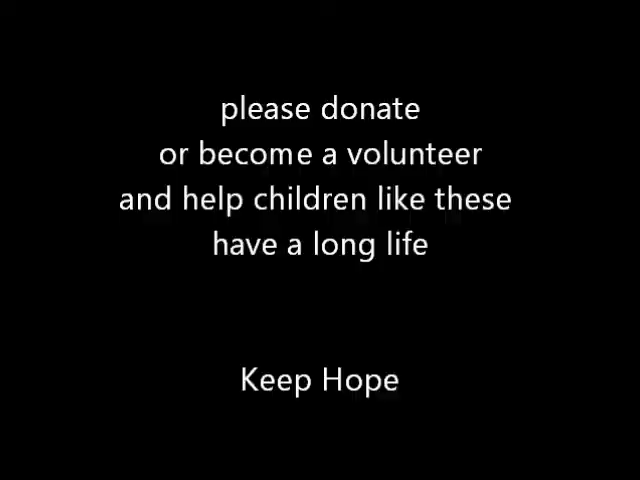 please donate
or become a volunteer
and help children like these
have a long life
Keep Hope